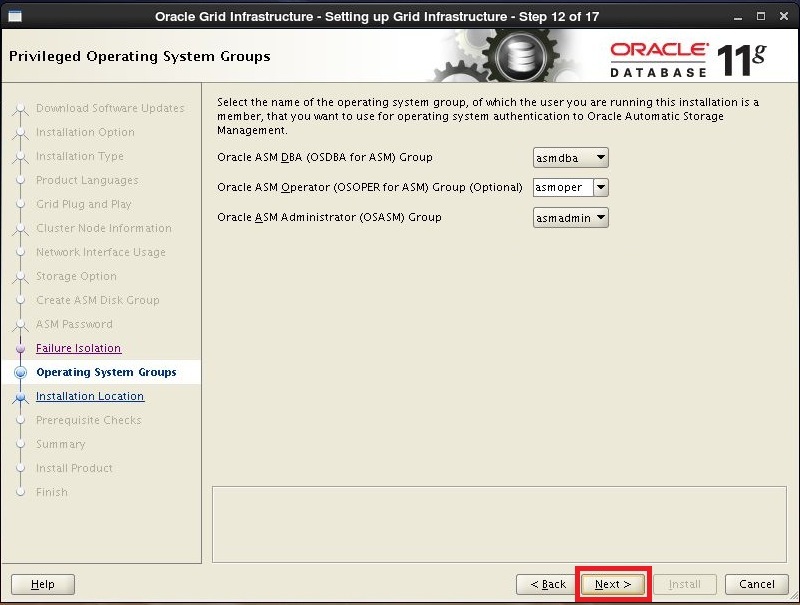 Oracle Grid Infrastructure - Setting up Grid Infrastructure - Step 12 of 17
Privileged Operating System Groups
ORACLE
DATABASE 11g
Download Software Updates
Installation Option
Installation Type
Product Languages
Grid Plug and Play
Cluster Node Information
Network Interface Usage
Storage Option
Create ASM Disk Group
ASM Password
Failure Isolation
Operating System Groups
Installation Location
Prerequisite Checks
Summary
Install Product
Finish
Select the name of the operating system group, of which the user you are running this installation is a
member, that you want to use for operating system authentication to Oracle Automatic Storage
Management.
Oracle ASM DBA (OSDBA for ASM) Group asmdba
Oracle ASM Operator (OSOPER for ASM) Group (Optional) asmoper
Oracle ASM Administrator (OSASM) Group asmadmin
Help < Back Next > Install Cancel